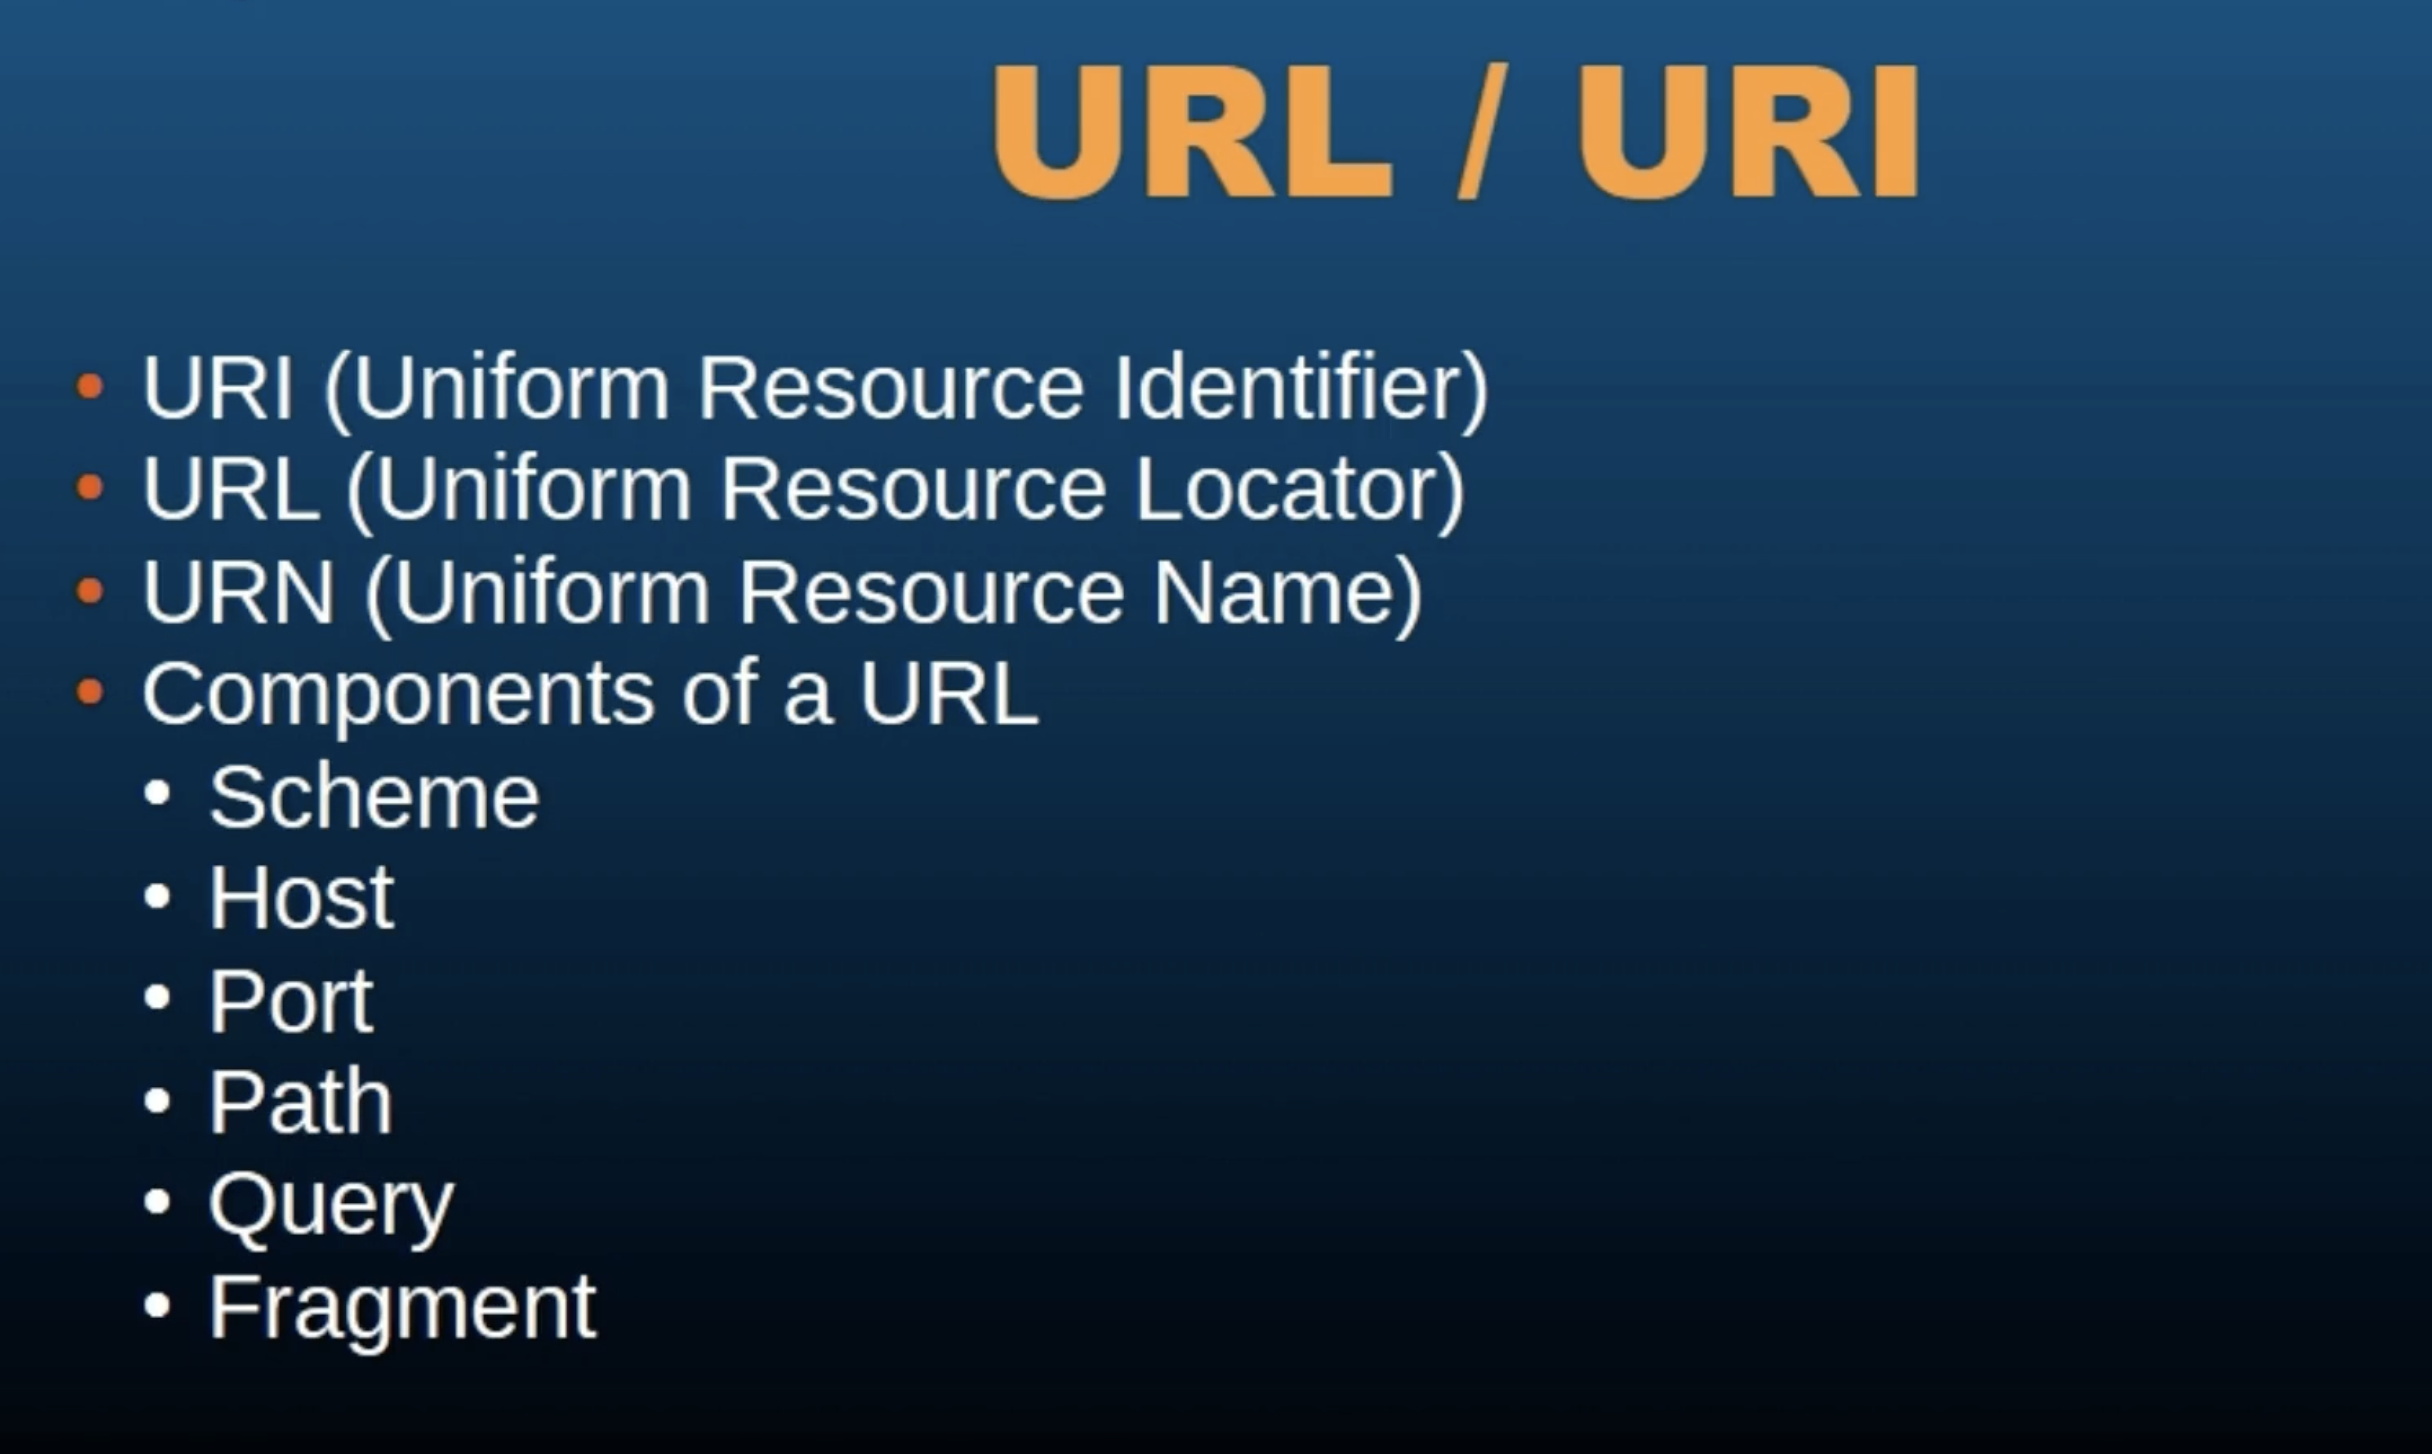 URL / URI
• URI (Uniform Resource Identifier)
• URL (Uniform Resource Locator)
• URN (Uniform Resource Name)
• Components of a URL
• Scheme
• Host
• Port
• Path
• Query
• Fragment